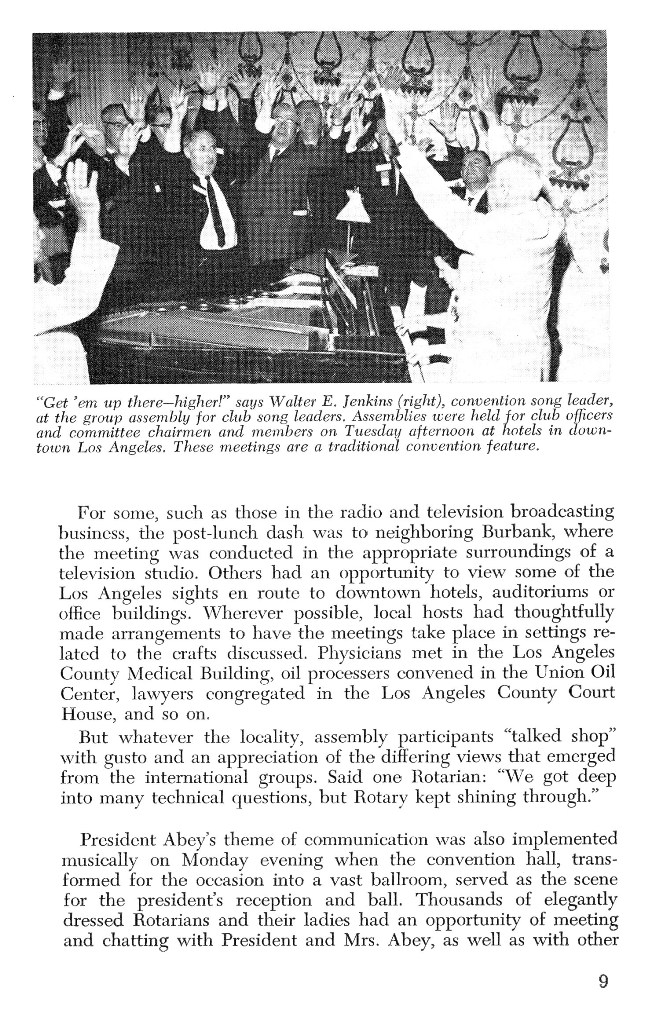 “Get ’em up there—higher!” says Walter E. Jenkins (right), convention song leader,
at the group assembly for club song leaders. Assemblies were held for club officers
and committee chairmen and members on Tuesday afternoon at hotels in down-
town Los Angeles. These meetings are a traditional convention feature.
For some, such as those in the radio and television broadcasting
business, the post-lunch dash was to neighboring Burbank, where
the meeting was conducted in the appropriate surroundings of a
television studio. Others had an opportunity to view some of the
Los Angeles sights en route to downtown hotels, auditoriums or
office buildings. Wherever possible, local hosts had thoughtfully
made arrangements to have the meetings take place in settings re-
lated to the crafts discussed. Physicians met in the Los Angeles
County Medical Building, oil processers convened in the Union Oil
Center, lawyers congregated in the Los Angeles County Court
House, and so on.
But whatever the locality, assembly participants “talked shop”
with gusto and an appreciation of the differing views that emerged
from the international groups. Said one Rotarian: “We got deep
into many technical questions, but Rotary kept shining through.”
President Abey’s theme of communication was also implemented
musically on Monday evening when the convention hall, trans-
formed for the occasion into a vast ballroom, served as the scene
for the president’s reception and ball. Thousands of elegantly
dressed Rotarians and their ladies had an opportunity of meeting
and chatting with President and Mrs. Abey, as well as with other
9